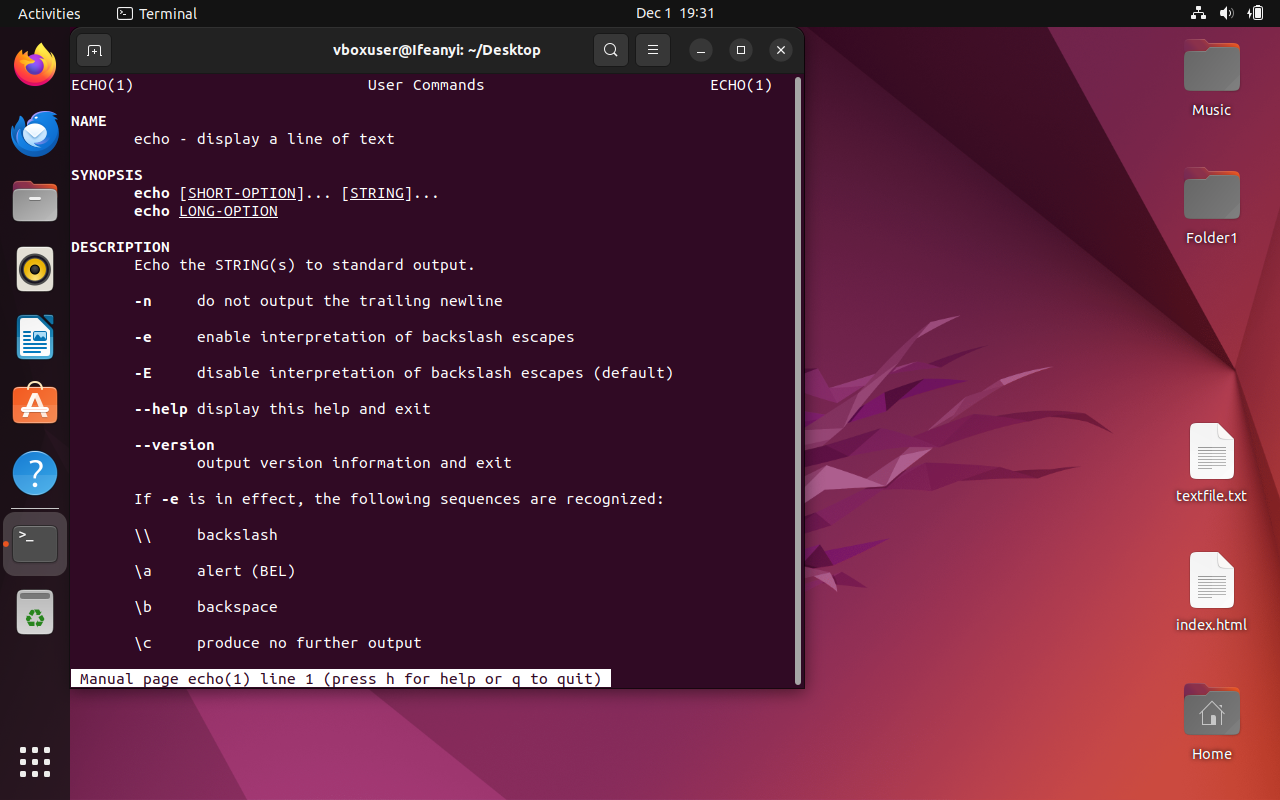 Activities Terminal Dec 1 19:31
vboxuser@Ifeanyi: ~/Desktop
ECHO(1) User Commands ECHO(1)
NAME
echo - display a line of text
SYNOPSIS
echo [SHORT-OPTION]... [STRING]...
echo LONG-OPTION
DESCRIPTION
Echo the STRING(s) to standard output.
-n do not output the trailing newline
-e enable interpretation of backslash escapes
-E disable interpretation of backslash escapes (default)
--help display this help and exit
--version
output version information and exit
If -e is in effect, the following sequences are recognized:
\\ backslash
\a alert (BEL)
\b backspace
\c produce no further output
Manual page echo(1) line 1 (press h for help or q to quit)
Music
Folder1
textfile.txt
index.html
Home